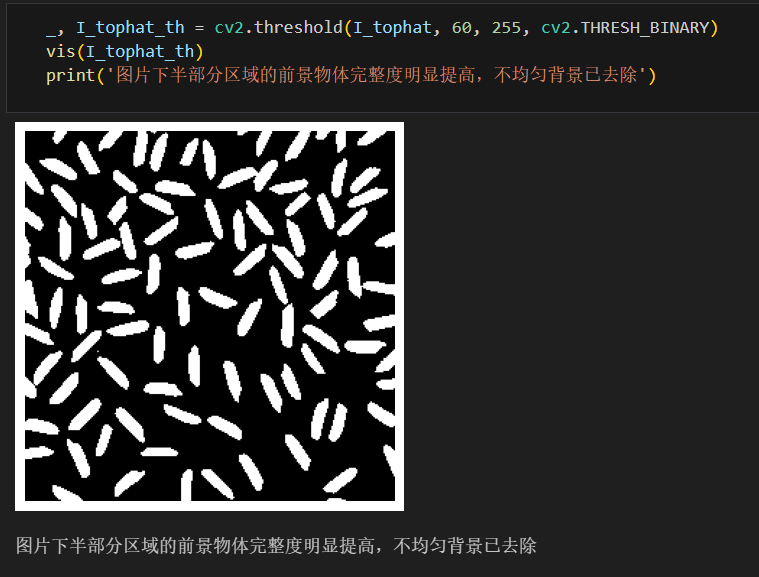 _, I_tophat_th = cv2.threshold(I_tophat, 60, 255, cv2.THRESH_BINARY)
vis(I_tophat_th)
print('图片下半部分区域的前景物体完整度明显提高，不均匀背景已去除')
图片下半部分区域的前景物体完整度明显提高，不均匀背景已去除